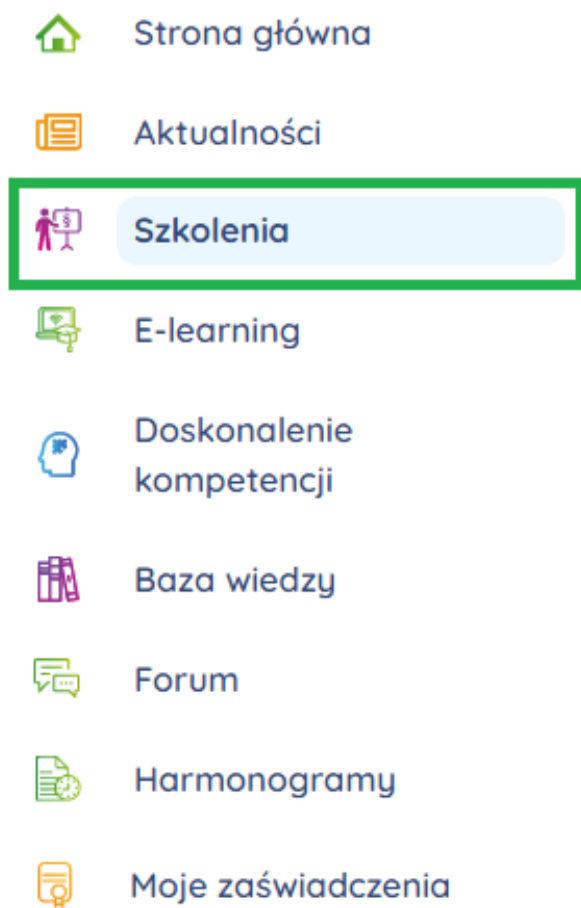 Strona główna
Aktualności
§
Szkolenia
E-learning
Doskonalenie
kompetencji
Baza wiedzy
Forum
Harmonogramy
Moje zaświadczenia